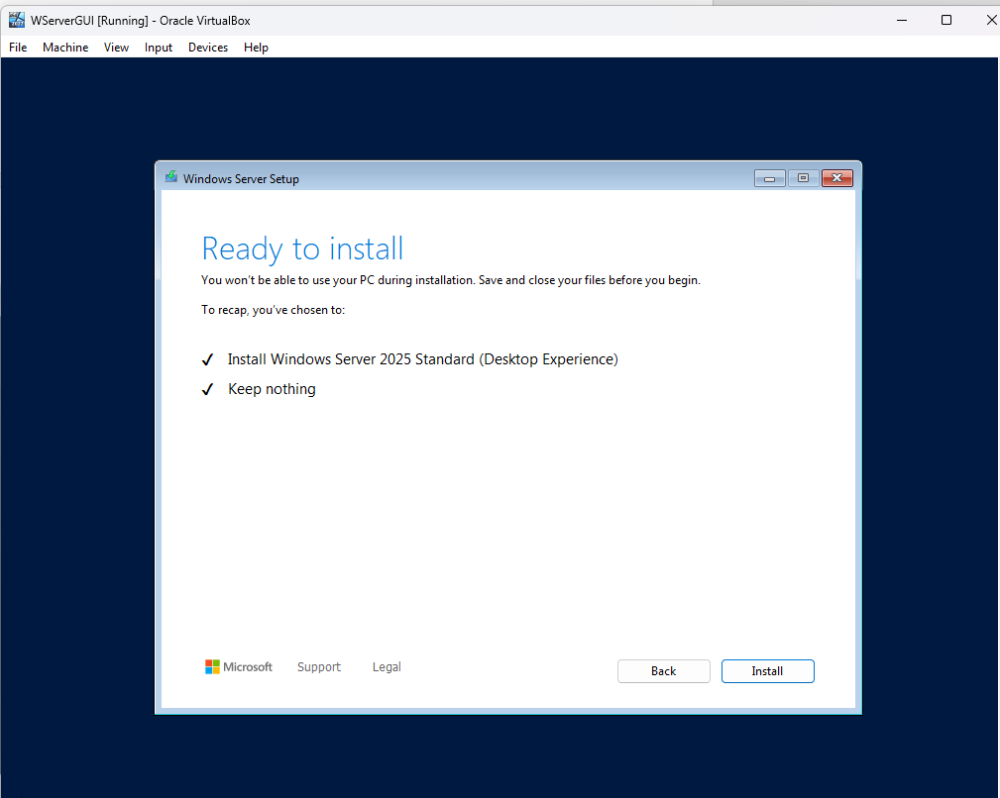 WServerGUI [Running] - Oracle VirtualBox
File Machine View Input Devices Help
Windows Server Setup
Ready to install
You won't be able to use your PC during installation. Save and close your files before you begin.
To recap, you've chosen to:
Install Windows Server 2025 Standard (Desktop Experience)
Keep nothing
Microsoft Support Legal
Back Install